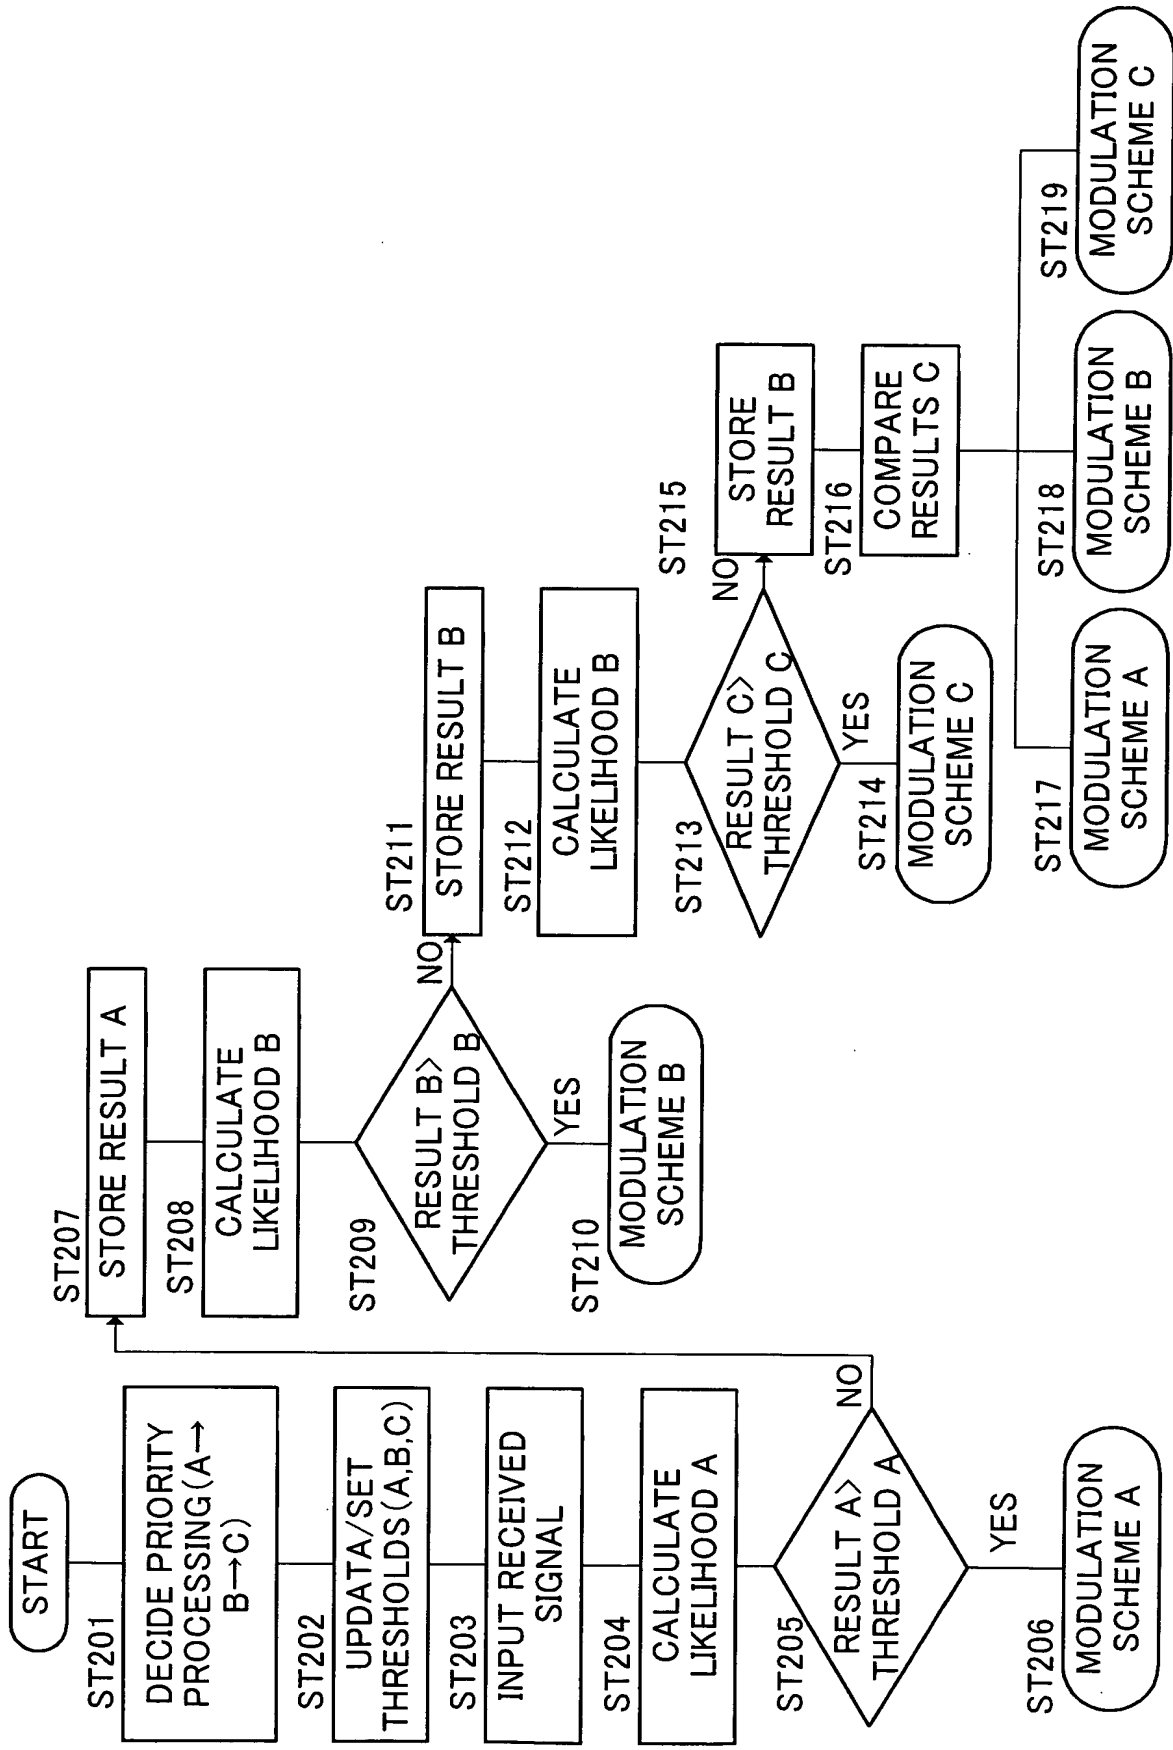 START
ST201
DECIDE PRIORITY
PROCESSING(A→
B→C)
ST202
UPDATA/SET
THRESHOLDS(A,B,C)
ST203
INPUT RECEIVED
SIGNAL
ST204
CALCULATE
LIKELIHOOD A
ST205
RESULT A>
THRESHOLD A
NO
YES
ST206
MODULATION
SCHEME A
ST207
STORE RESULT A
ST208
CALCULATE
LIKELIHOOD B
ST209
RESULT B>
THRESHOLD B
NO
YES
ST210
MODULATION
SCHEME B
ST211
STORE RESULT B
ST212
CALCULATE
LIKELIHOOD B
ST213
RESULT C>
THRESHOLD C
NO
YES
ST214
MODULATION
SCHEME C
ST215
STORE
RESULT B
ST216
COMPARE
RESULTS C
ST217
MODULATION
SCHEME A
ST218
MODULATION
SCHEME B
ST219
MODULATION
SCHEME C